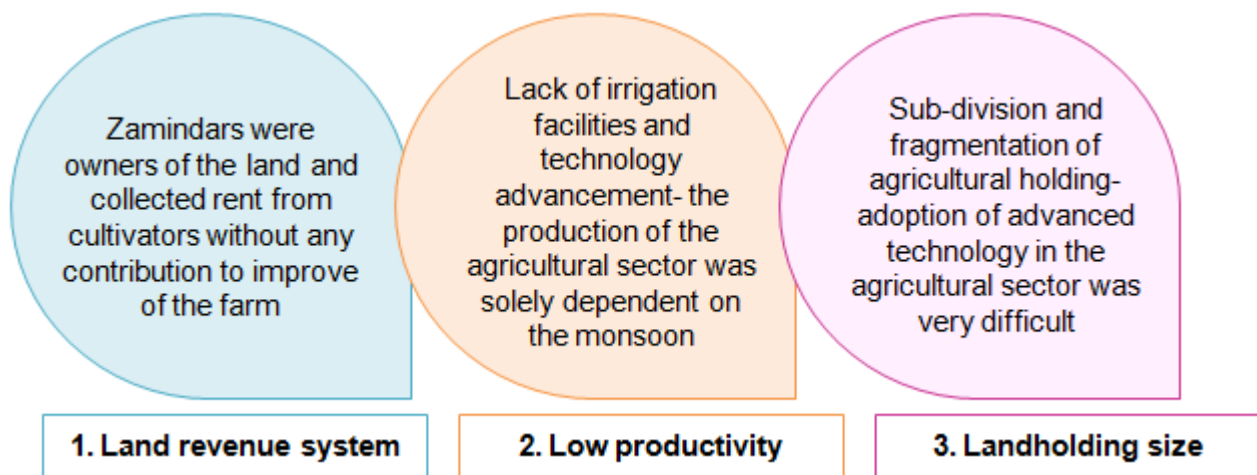 Zamindars were
owners of the land and
collected rent from
cultivators without any
contribution to improve
of the farm
Lack of irrigation
facilities and
technology
advancement- the
production of the
agricultural sector was
solely dependent on
the monsoon
Sub-division and
fragmentation of
agricultural holding-
adoption of advanced
technology in the
agricultural sector was
very difficult
1. Land revenue system
2. Low productivity
3. Landholding size